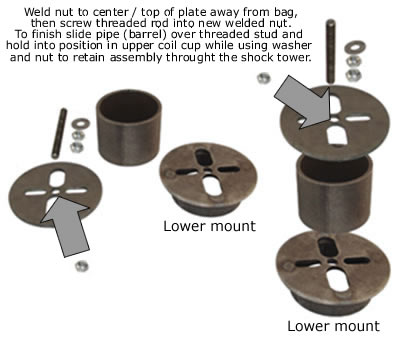 Weld nut to center / top of plate away from bag,
then screw threaded rod into new welded nut.
To finish slide pipe (barrel) over threaded stud and
hold into position in upper coil cup while using washer
and nut to retain assembly throught the shock tower.
Lower mount
Lower mount